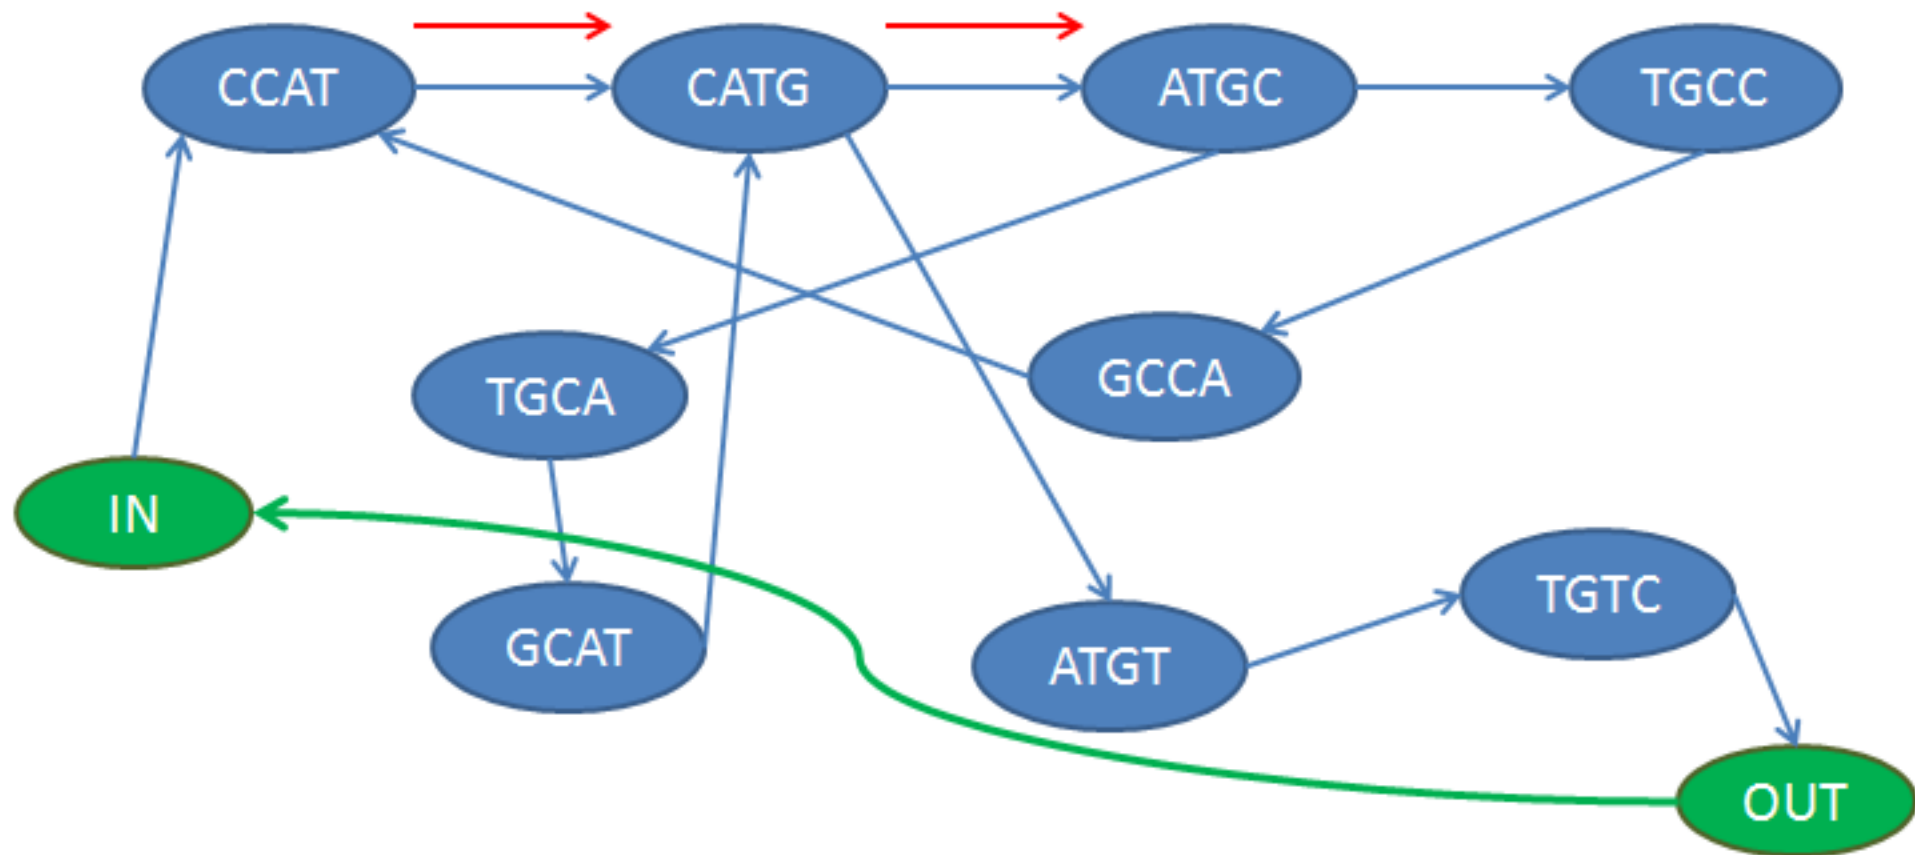 CCAT
CATG
ATGC
TGCC
TGCA
GCCA
IN
GCAT
ATGT
TGTC
OUT